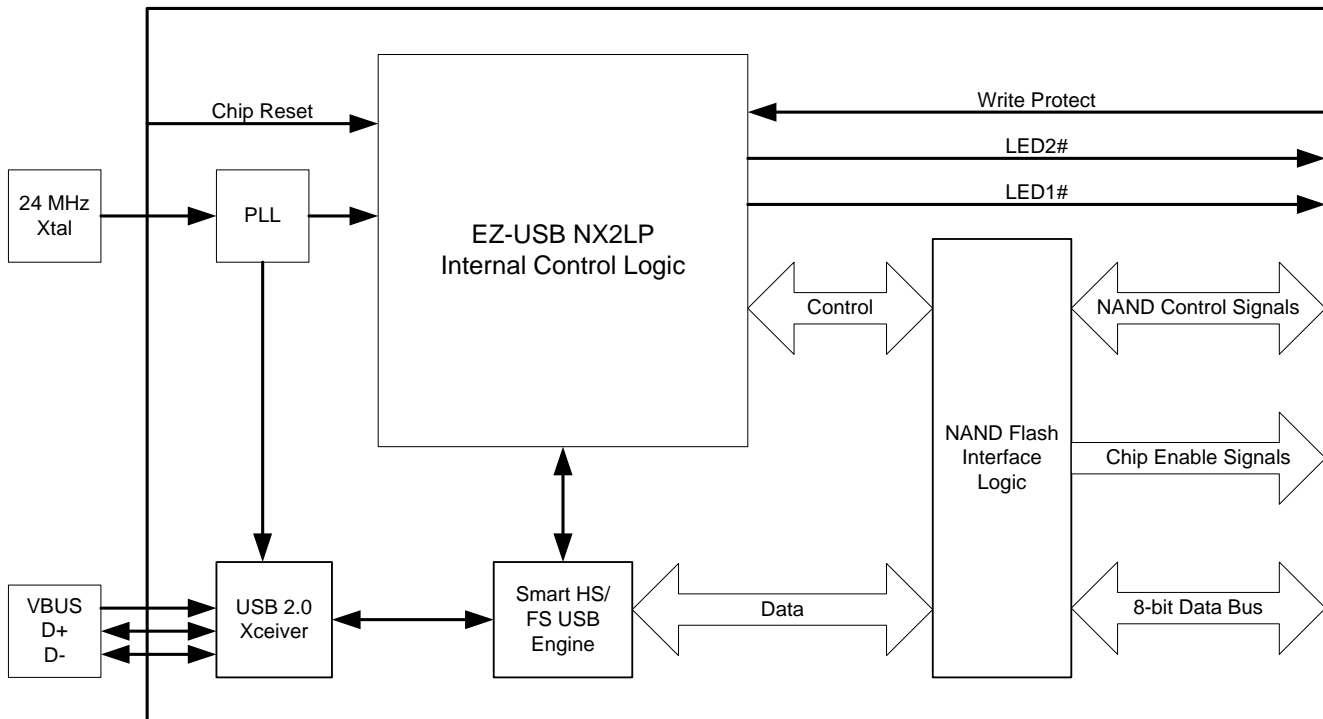 Chip Reset
Write Protect
LED2#
LED1#
24 MHz
Xtal
PLL
EZ-USB NX2LP
Internal Control Logic
Control
NAND Control Signals
NAND Flash
Interface
Logic
Chip Enable Signals
VBUS
D+
D-
USB 2.0
Xceiver
Smart HS/
FS USB
Engine
Data
8-bit Data Bus